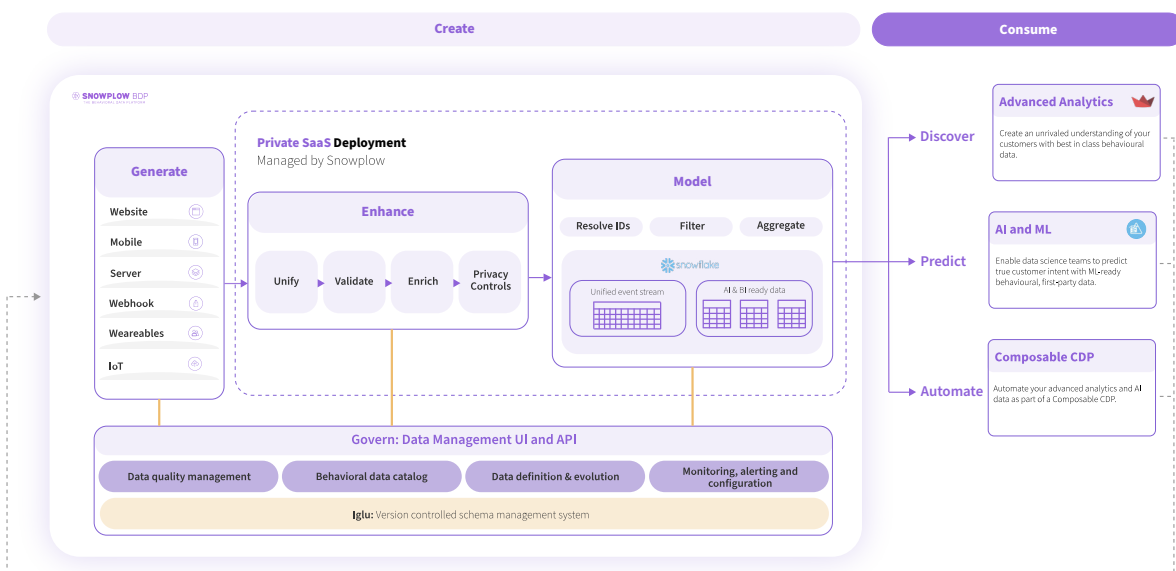 Create
Consume
SNOWPLOW BDP
THE BEHAVIORAL DATA PLATFORM
Private SaaS Deployment
Managed by Snowplow
Generate
Website
Mobile
Server
Webhook
Weareables
IoT
Enhance
Unify
Validate
Enrich
Privacy
Controls
Model
Resolve IDs
Filter
Aggregate
snowflake
Unified event stream
AI & BI ready data
Discover
Predict
Automate
Advanced Analytics
Create an unrivaled understanding of your
customers with best in class behavioural
data.
AI and ML
Enable data science teams to predict
true customer intent with ML-ready
behavioural, first-party data.
Composable CDP
Automate your advanced analytics and AI
data as part of a Composable CDP.
Govern: Data Management UI and API
Data quality management
Behavioral data catalog
Data definition & evolution
Monitoring, alerting and
configuration
Iglu: Version controlled schema management system